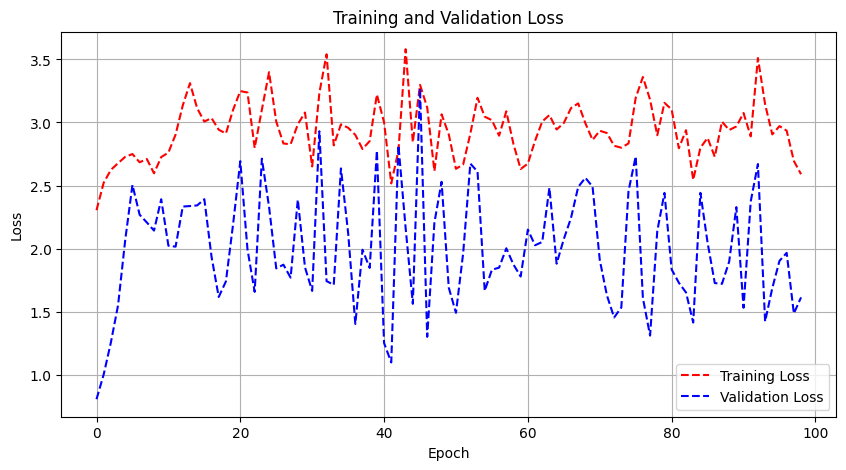 Training and Validation Loss
Loss
3.5
3.0
2.5
2.0
1.5
1.0
0
20
40
60
80
100
Epoch
Training Loss
Validation Loss